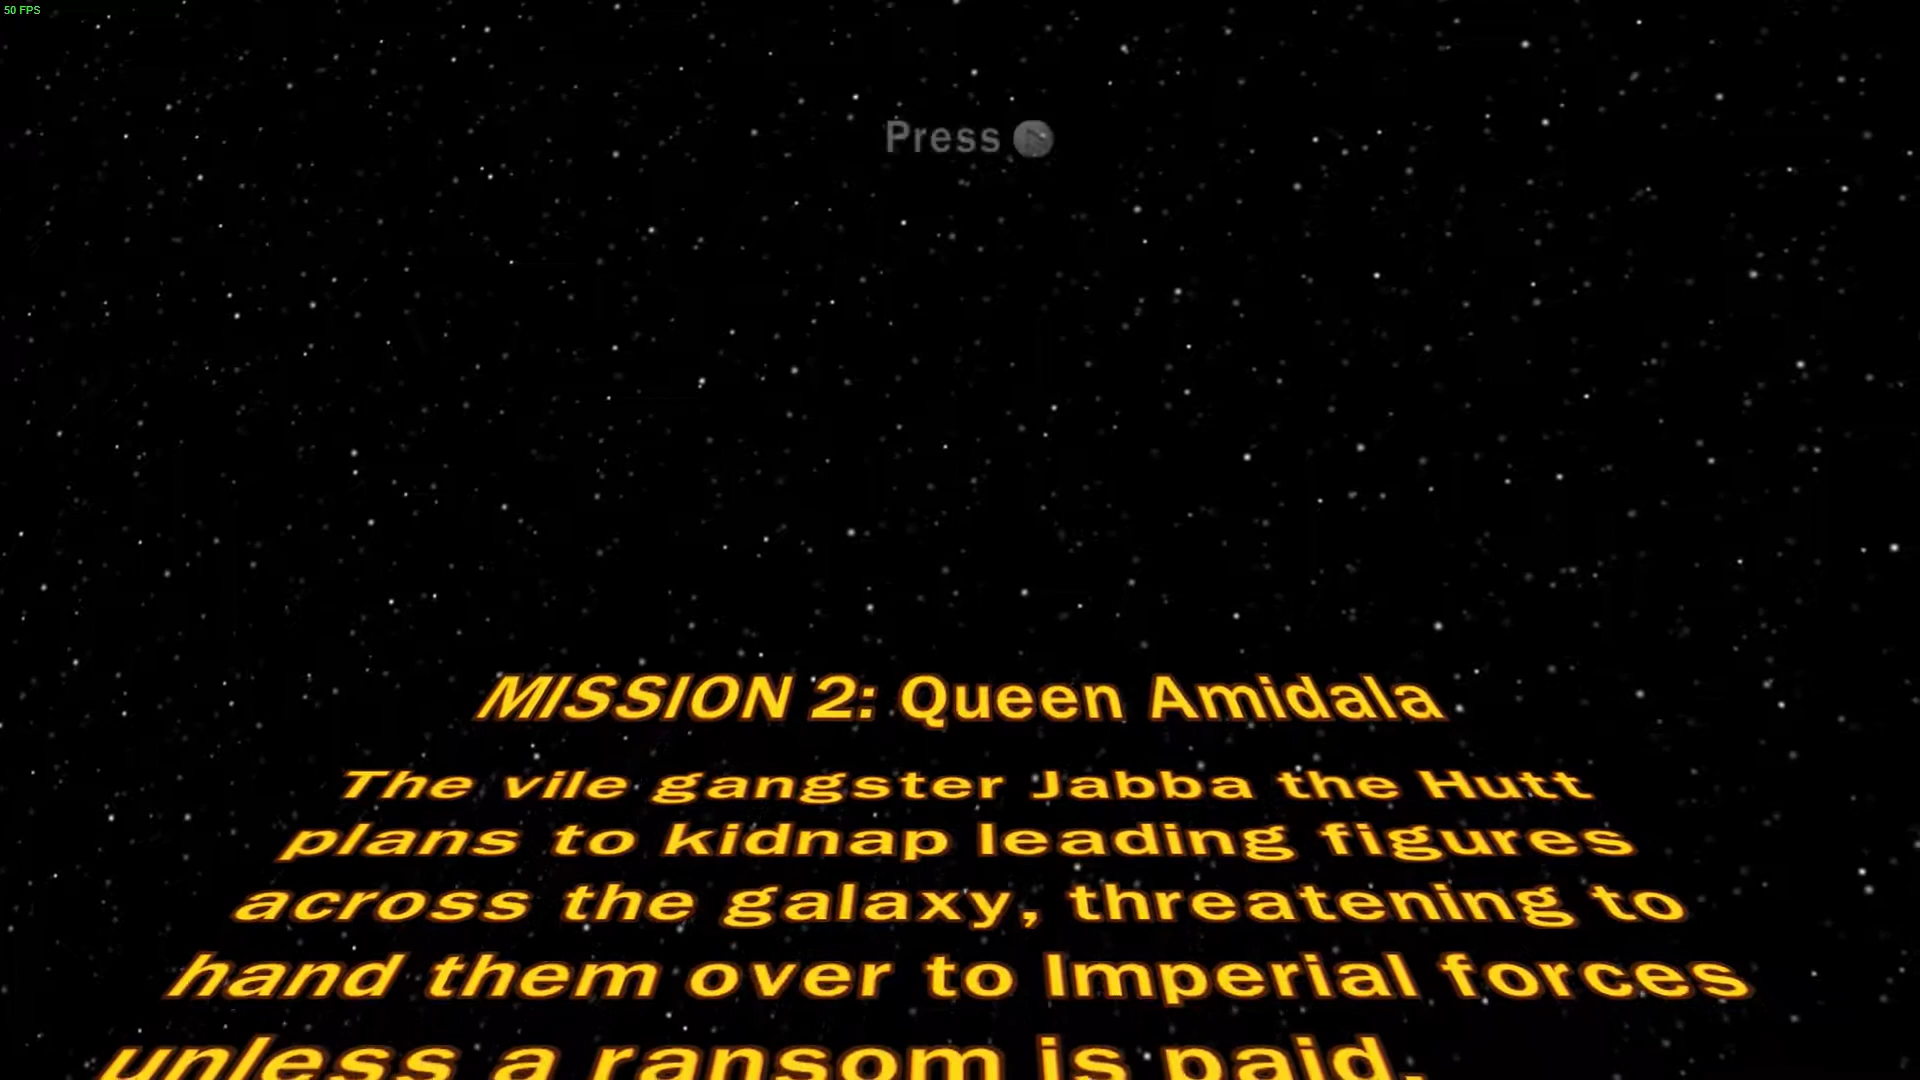 50 FPS
Press
MISSION 2: Queen Amidala
The vile gangster Jabba the Hutt
plans to kidnap leading figures
across the galaxy, threatening to
hand them over to Imperial forces
unless a ransom is paid.